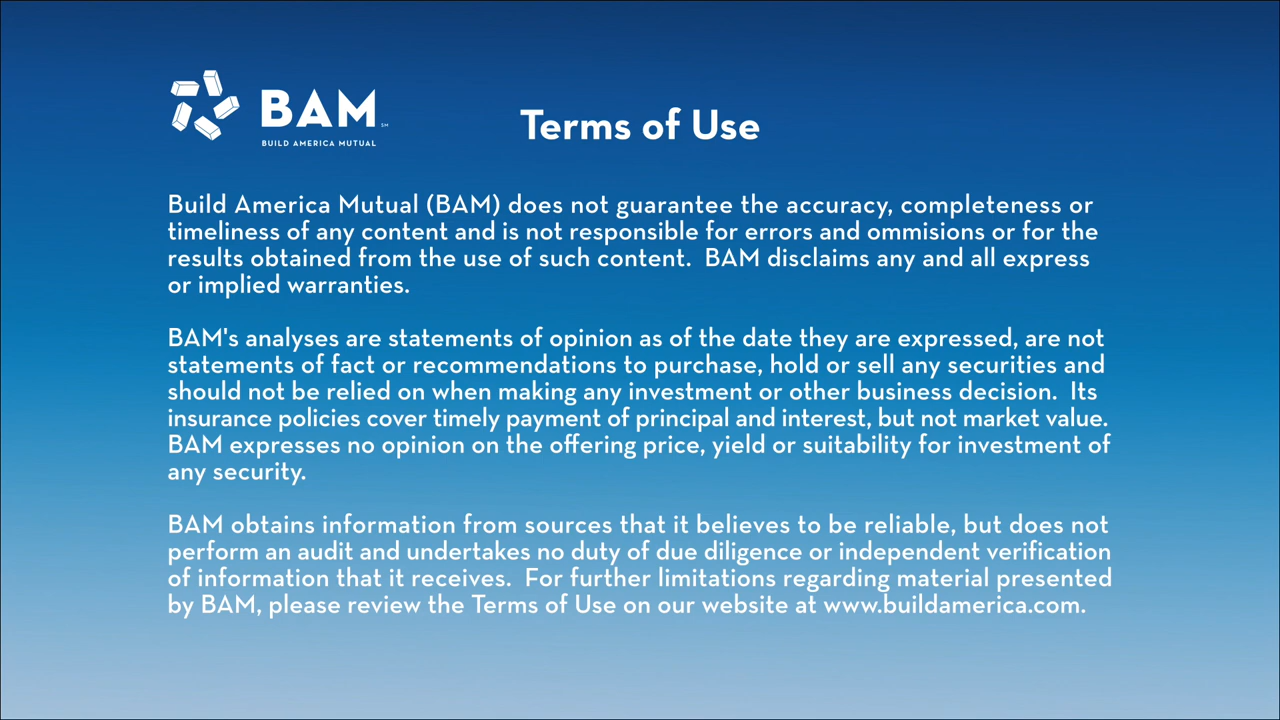 BAM SM
BUILD AMERICA MUTUAL
Terms of Use
Build America Mutual (BAM) does not guarantee the accuracy, completeness or
timeliness of any content and is not responsible for errors and ommisions or for the
results obtained from the use of such content.  BAM disclaims any and all express
or implied warranties.
BAM's analyses are statements of opinion as of the date they are expressed, are not
statements of fact or recommendations to purchase, hold or sell any securities and
should not be relied on when making any investment or other business decision.  Its
insurance policies cover timely payment of principal and interest, but not market value.
BAM expresses no opinion on the offering price, yield or suitability for investment of
any security.
BAM obtains information from sources that it believes to be reliable, but does not
perform an audit and undertakes no duty of due diligence or independent verification
of information that it receives.  For further limitations regarding material presented
by BAM, please review the Terms of Use on our website at www.buildamerica.com.